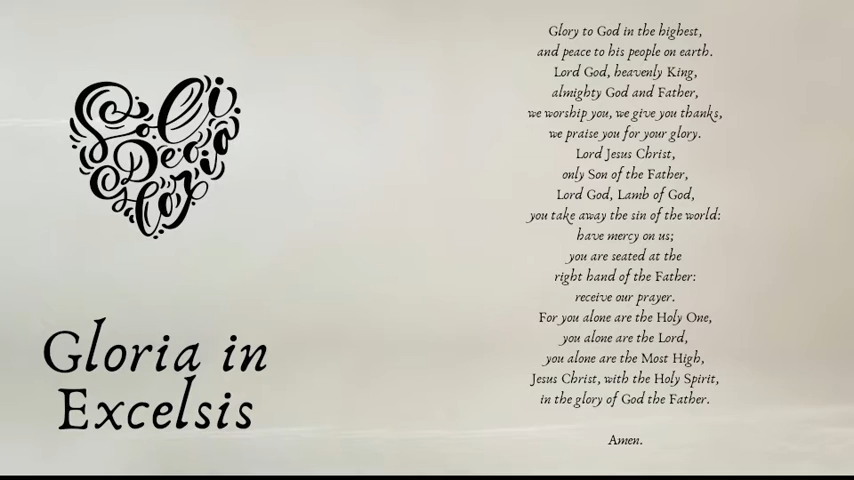 Soli
Deo
Gloria
Gloria in
Excelsis
Glory to God in the highest,
and peace to his people on earth.
Lord God, heavenly King,
almighty God and Father,
we worship you, we give you thanks,
we praise you for your glory.
Lord Jesus Christ,
only Son of the Father,
Lord God, Lamb of God,
you take away the sin of the world:
have mercy on us;
you are seated at the
right hand of the Father:
receive our prayer.
For you alone are the Holy One,
you alone are the Lord,
you alone are the Most High,
Jesus Christ, with the Holy Spirit,
in the glory of God the Father.
Amen.